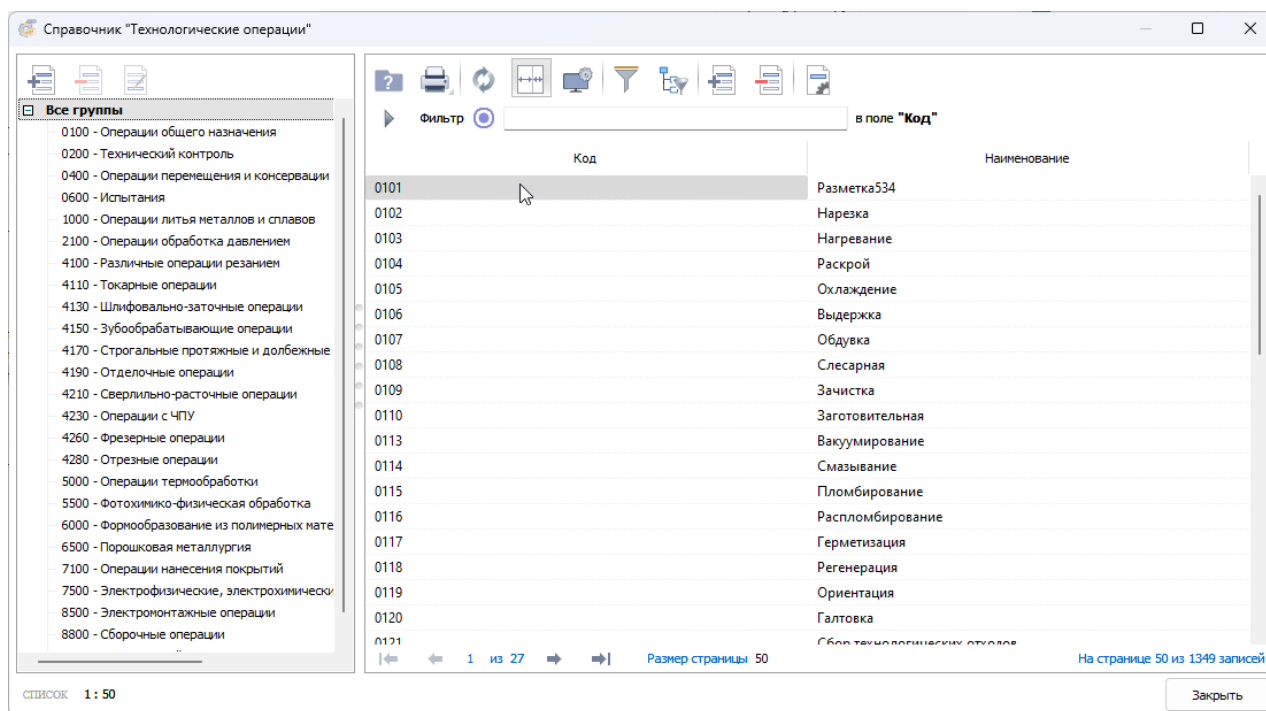 Справочник "Технологические операции"
Все группы
0100 - Операции общего назначения
0200 - Технический контроль
0400 - Операции перемещения и консервации
0600 - Испытания
1000 - Операции литья металлов и сплавов
2100 - Операции обработка давлением
4100 - Различные операции резанием
4110 - Токарные операции
4130 - Шлифовально-заточные операции
4150 - Зубообрабатывающие операции
4170 - Строгальные протяжные и долбежные
4190 - Отделочные операции
4210 - Сверлильно-расточные операции
4230 - Операции с ЧПУ
4260 - Фрезерные операции
4280 - Отрезные операции
5000 - Операции термообработки
5500 - Фотохимико-физическая обработка
6000 - Формообразование из полимерных мате
6500 - Порошковая металлургия
7100 - Операции нанесения покрытий
7500 - Электрофизические, электрохимически
8500 - Электромонтажные операции
8800 - Сборочные операции
Фильтр в поле "Код"
Код Наименование
0101 Разметка534
0102 Нарезка
0103 Нагревание
0104 Раскрой
0105 Охлаждение
0106 Выдержка
0107 Обдувка
0108 Слесарная
0109 Зачистка
0110 Заготовительная
0113 Вакуумирование
0114 Смазывание
0115 Пломбирование
0116 Распломбирование
0117 Герметизация
0118 Регенерация
0119 Ориентация
0120 Галтовка
0121 Сбор технологических отходов
1 из 27 Размер страницы 50 На странице 50 из 1349 записей
СПИСОК 1 : 50
Закрыть